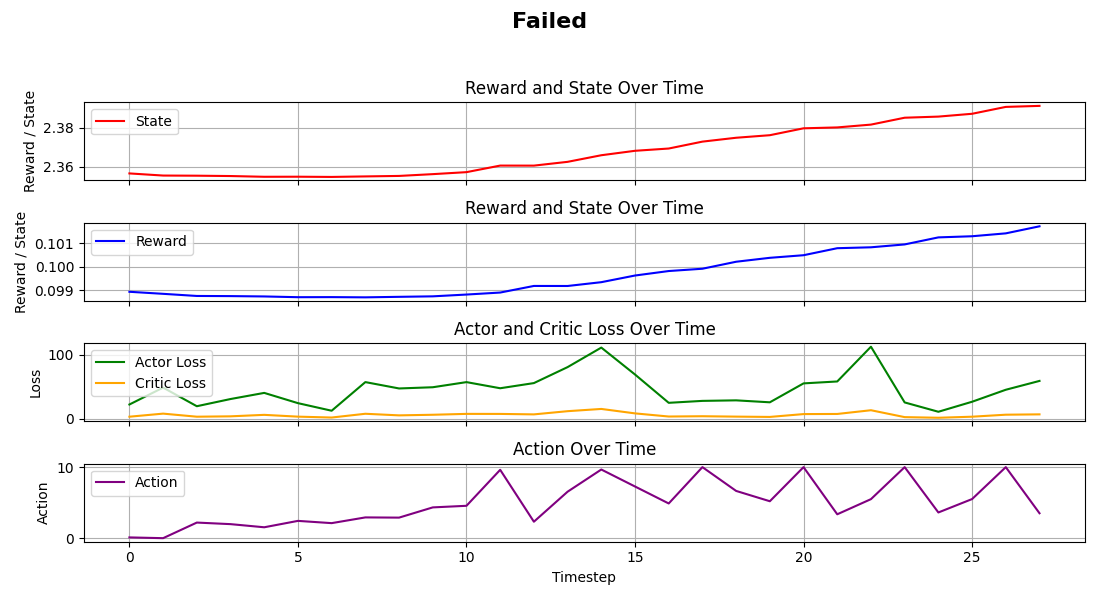 Failed
Reward and State Over Time
Reward / State
2.38
2.36
State
Reward and State Over Time
Reward / State
0.101
0.100
0.099
Reward
Actor and Critic Loss Over Time
Loss
100
0
Actor Loss
Critic Loss
Action Over Time
Action
10
0
Action
0 5 10 15 20 25
Timestep